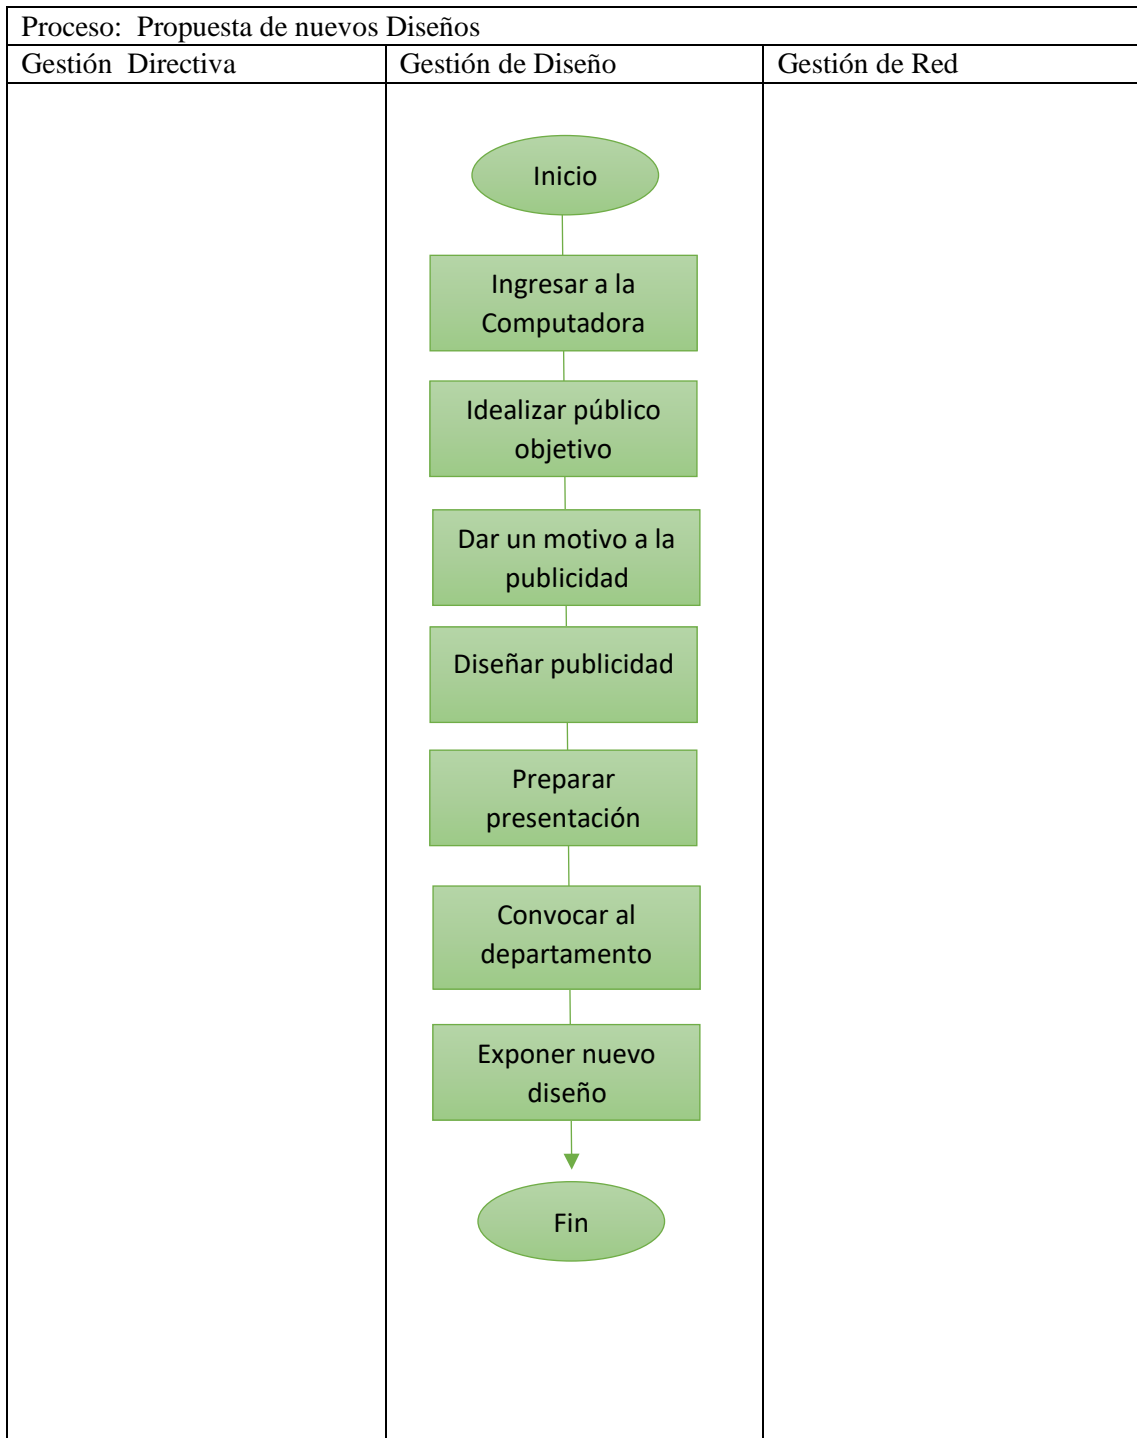 Proceso:  Propuesta de nuevos Diseños
Gestión  Directiva
Gestión de Diseño
Gestión de Red
Inicio
Ingresar a la
Computadora
Idealizar público
objetivo
Dar un motivo a la
publicidad
Diseñar publicidad
Preparar
presentación
Convocar al
departamento
Exponer nuevo
diseño
Fin